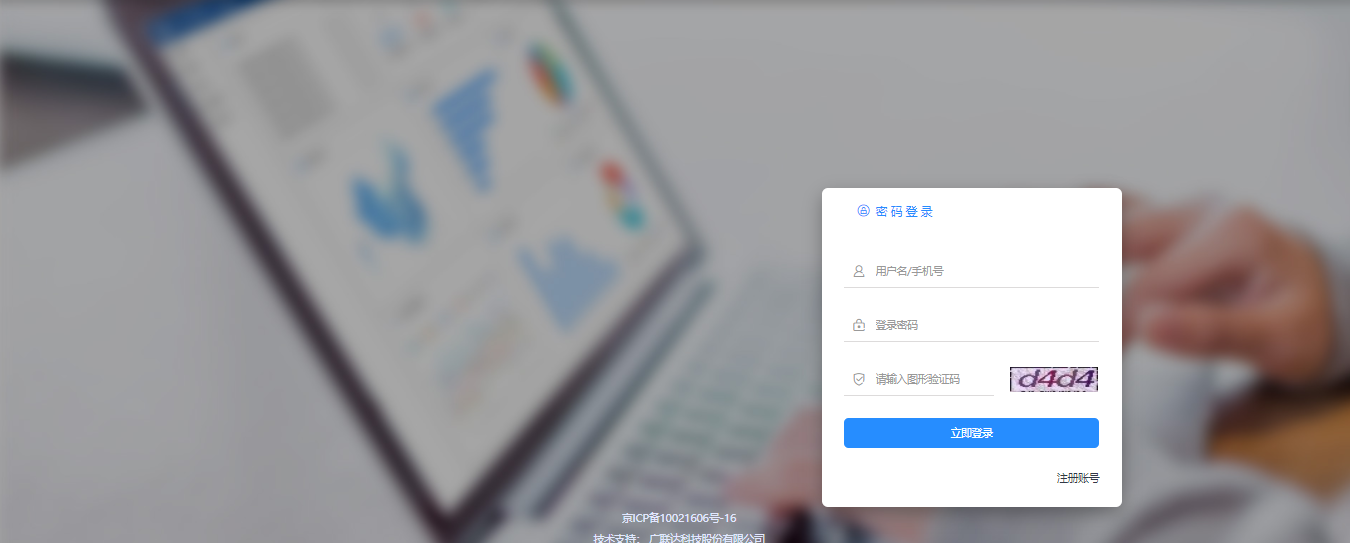 密码登录
用户名/手机号
登录密码
请输入图形验证码
d4d4
立即登录
注册账号
京ICP备10021606号-16
技术支持： 广联达科技股份有限公司